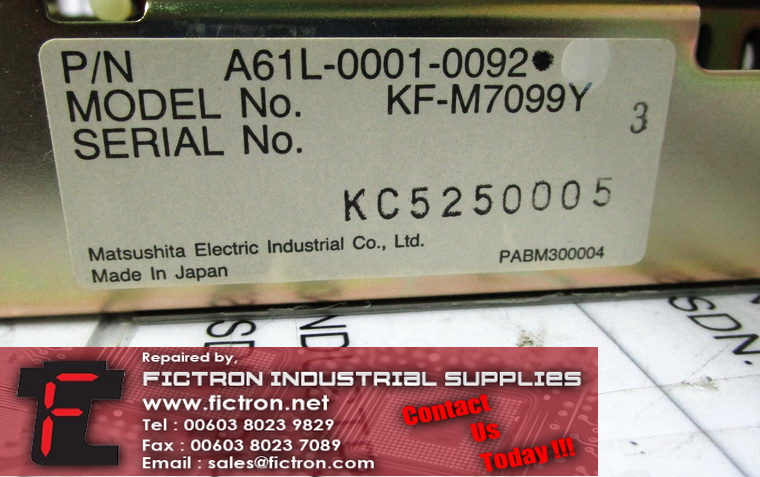 P/N A61L-0001-0092●
MODEL No. KF-M7099Y
SERIAL No. 3
KC5250005
Matsushita Electric Industrial Co., Ltd.
Made In Japan
PABM300004
SDN.
Repaired by,
FICTRON INDUSTRIAL SUPPLIES
www.fictron.net
Tel : 00603 8023 9829
Fax : 00603 8023 7089
Email : sales@fictron.com
Contact
Us
Today !!!